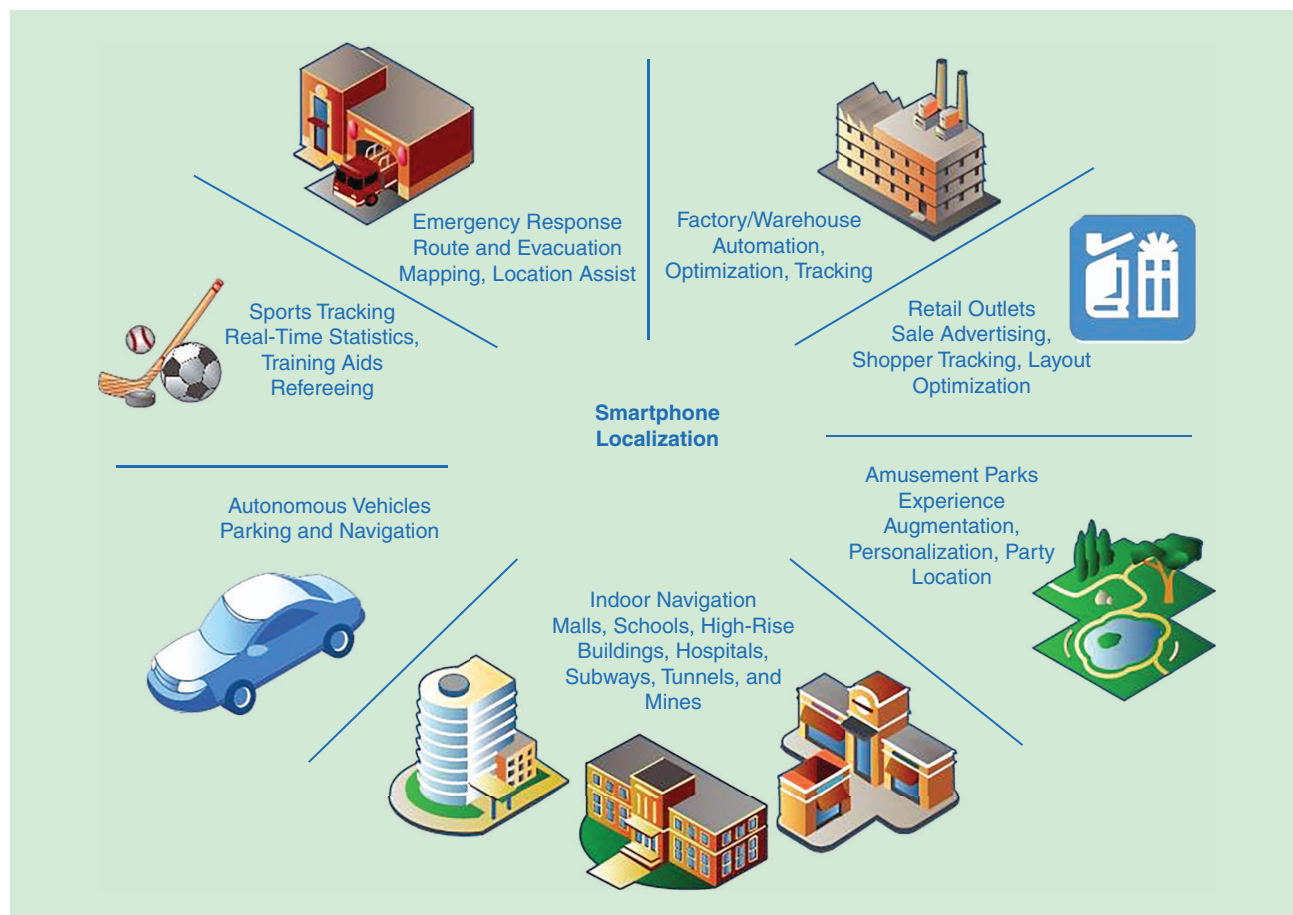 Emergency Response
Route and Evacuation
Mapping, Location Assist
Factory/Warehouse
Automation,
Optimization, Tracking
Sports Tracking
Real-Time Statistics,
Training Aids
Refereeing
Retail Outlets
Sale Advertising,
Shopper Tracking, Layout
Optimization
Smartphone
Localization
Autonomous Vehicles
Parking and Navigation
Amusement Parks
Experience
Augmentation,
Personalization, Party
Location
Indoor Navigation
Malls, Schools, High-Rise
Buildings, Hospitals,
Subways, Tunnels, and
Mines